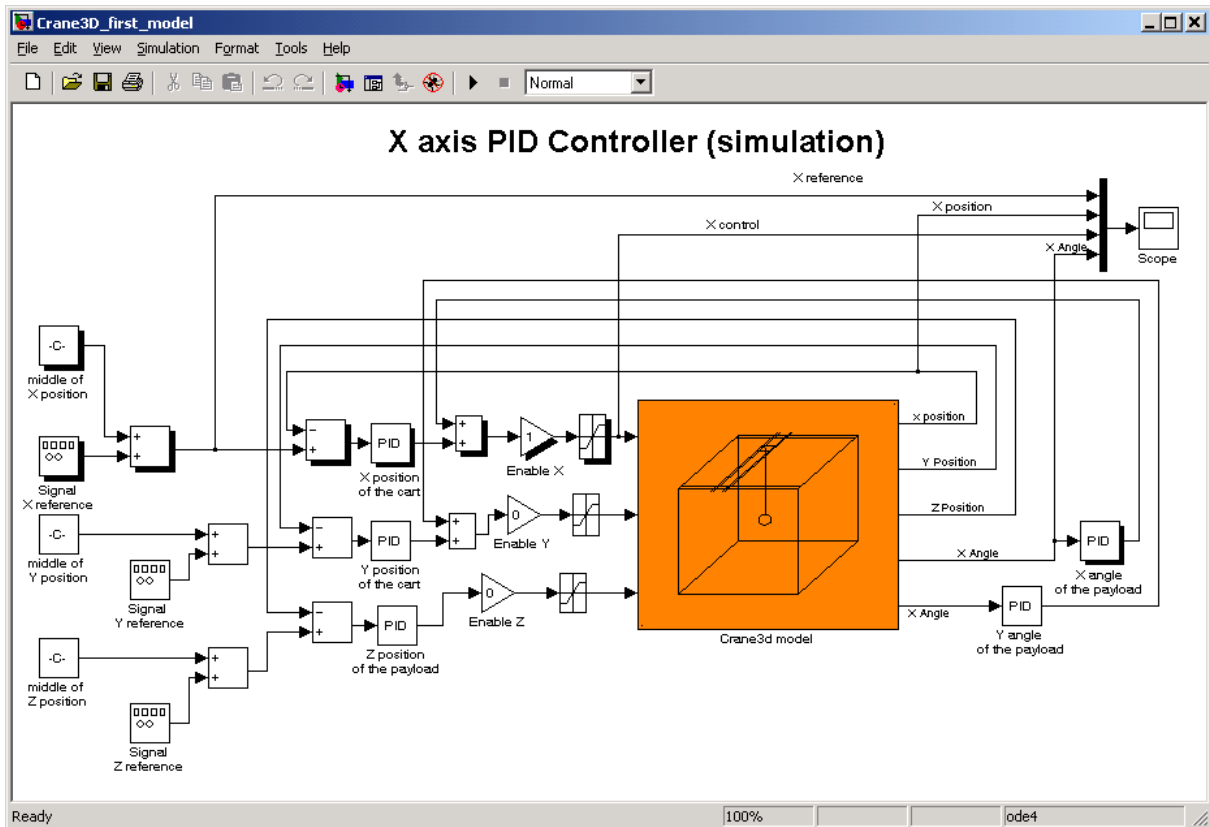 Crane3D_first_model
File Edit View Simulation Format Tools Help
Normal
X axis PID Controller (simulation)
X reference
X position
X control
X Angle
Scope
-C-
middle of
X position
+
+
Signal
X reference
-
+
PID
X position
of the cart
+
+
1
Enable X
x position
Y Position
Z Position
X Angle
X Angle
Crane3d model
PID
X angle
of the payload
PID
Y angle
of the payload
-C-
middle of
Y position
+
+
Signal
Y reference
-
+
PID
Y position
of the cart
+
+
0
Enable Y
-C-
middle of
Z position
+
+
Signal
Z reference
-
+
PID
Z position
of the payload
0
Enable Z
Ready
100%
ode4